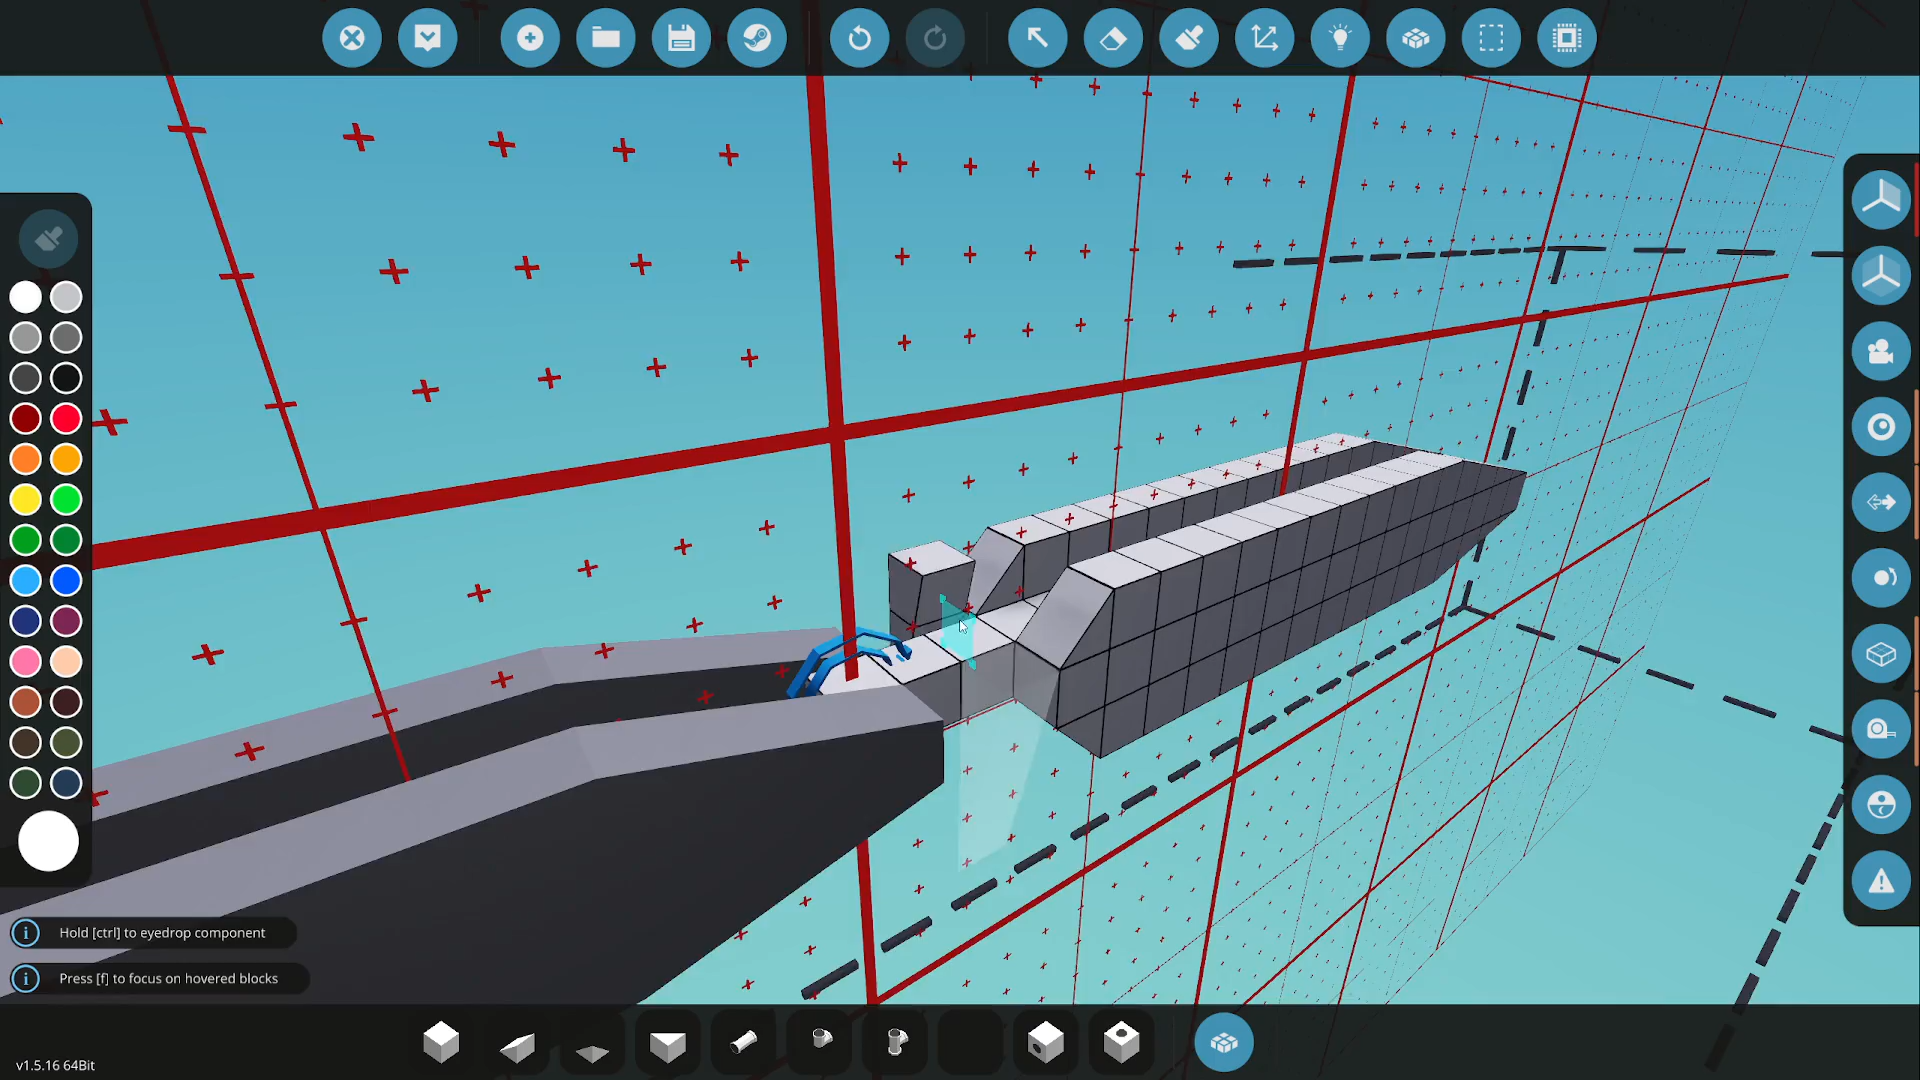 Hold [ctrl] to eyedrop component
Press [f] to focus on hovered blocks
v1.5.16 64Bit